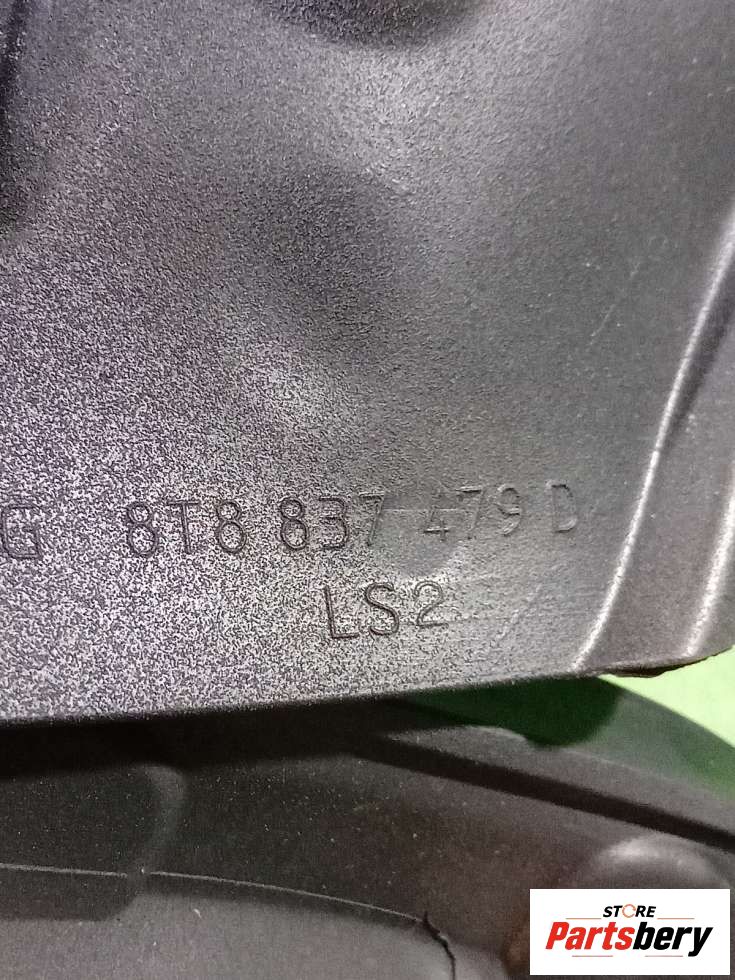 G 8T8 837 479 D
LS2
STORE
Partsbery